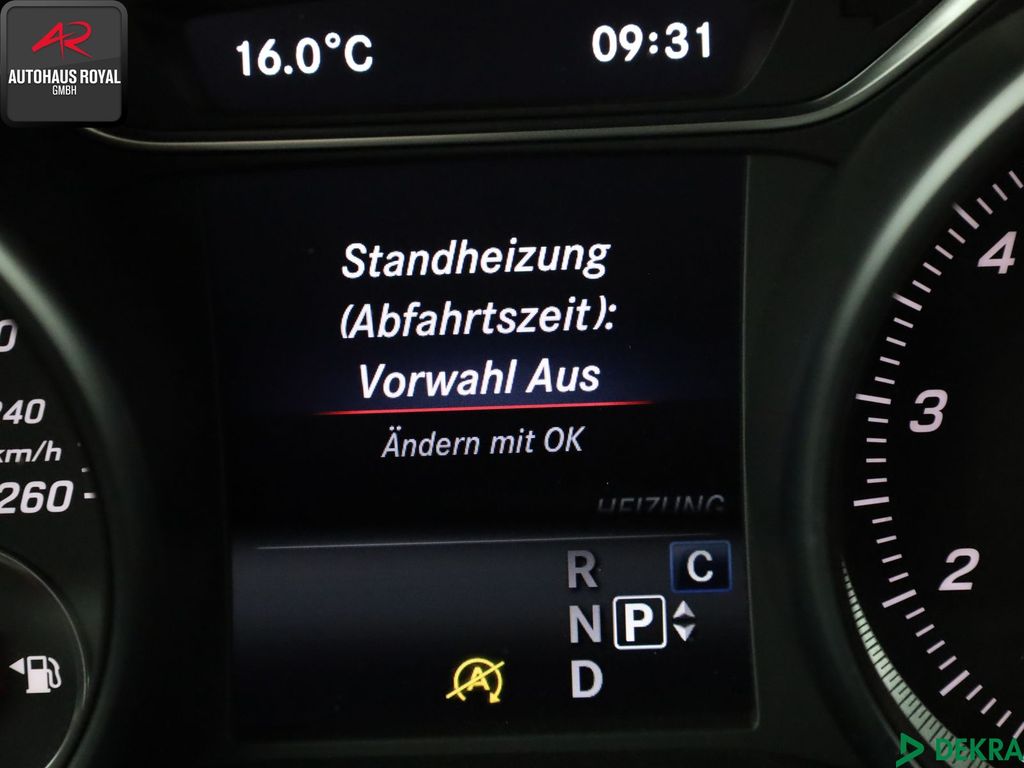 AR
AUTOHAUS ROYAL
GMBH
16.0°C
09:31
Standheizung
(Abfahrtszeit):
Vorwahl Aus
Ändern mit OK
HEIZUNG
R
C
N
P
D
A
km/h
260
4
3
2
DEKRA